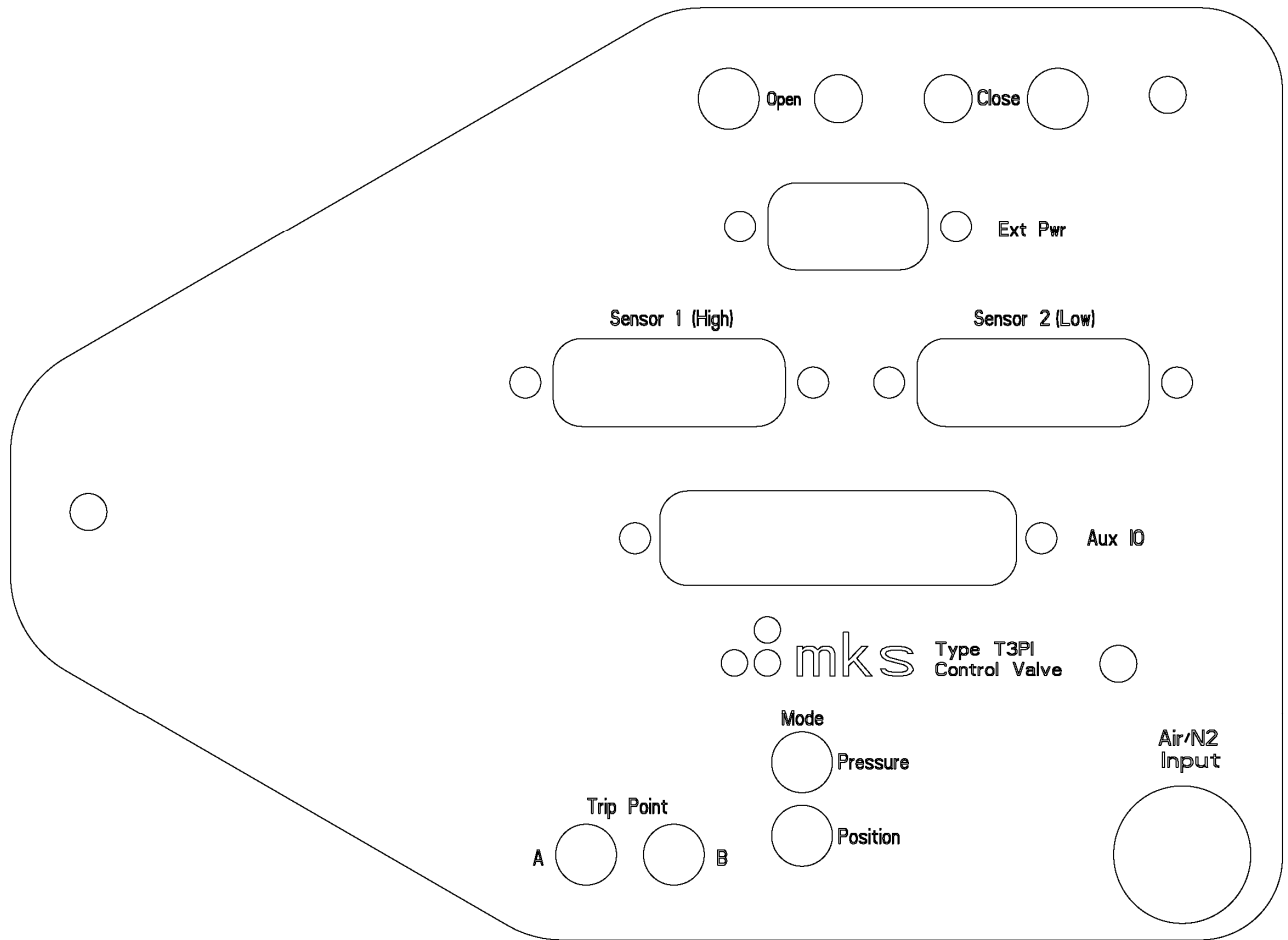 Open
Close
Ext Pwr
Sensor 1 (High)
Sensor 2 (Low)
Aux IO
mks
Type T3PI
Control Valve
Mode
Pressure
Position
Air/N2
Input
Trip Point
A
B